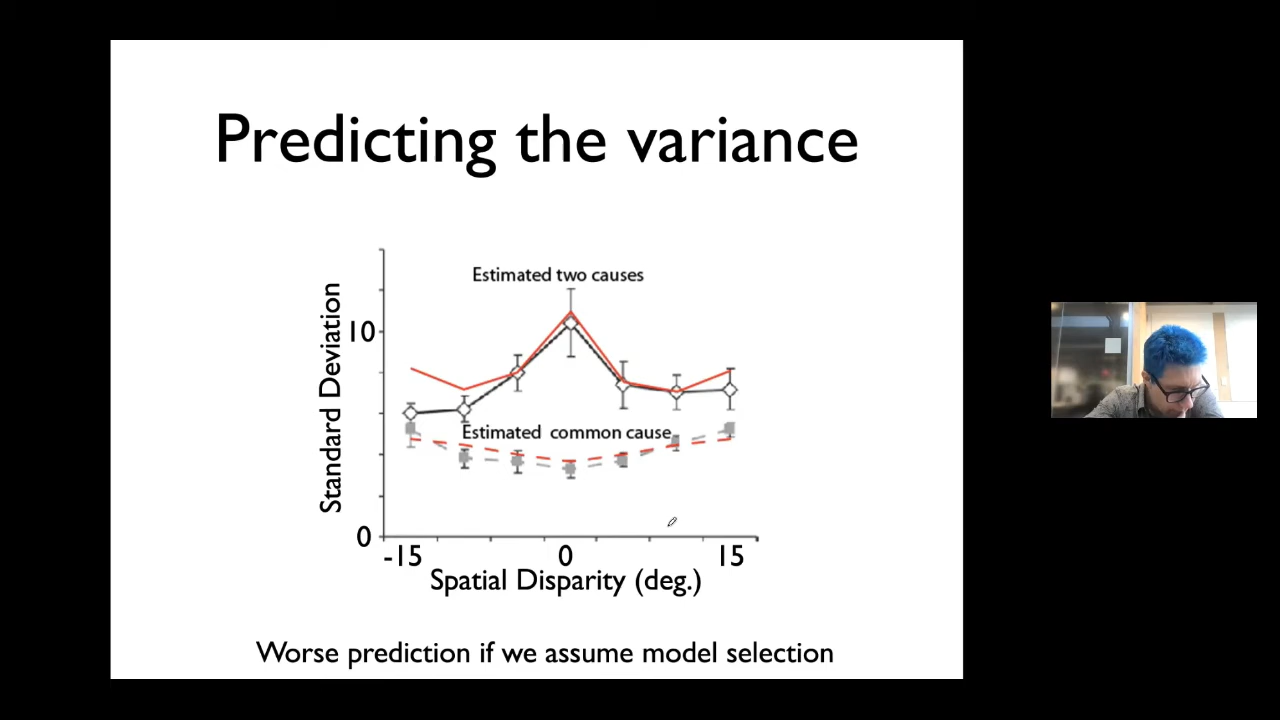 Predicting the variance
Estimated two causes
10
Standard Deviation
Estimated common cause
0
-15 0 15
Spatial Disparity (deg.)
Worse prediction if we assume model selection